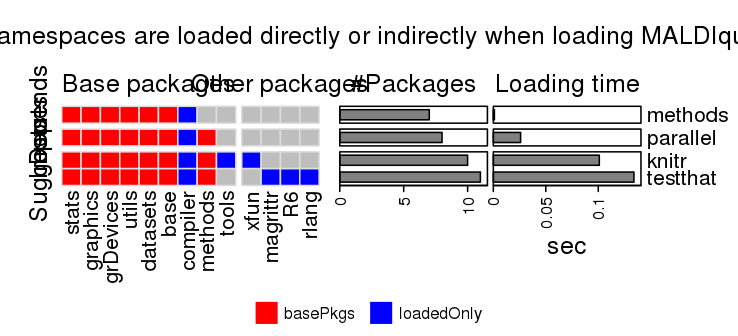 amespaces are loaded directly or indirectly when loading MALDIqu
Base packages
Other packages
#Packages
Loading time
Suggests
methods
parallel
knitr
testthat
stats
graphics
grDevices
utils
datasets
base
compiler
methods
tools
xfun
magrittr
R6
rlang
0
5
10
0
0.05
0.1
sec
basePkgs
loadedOnly